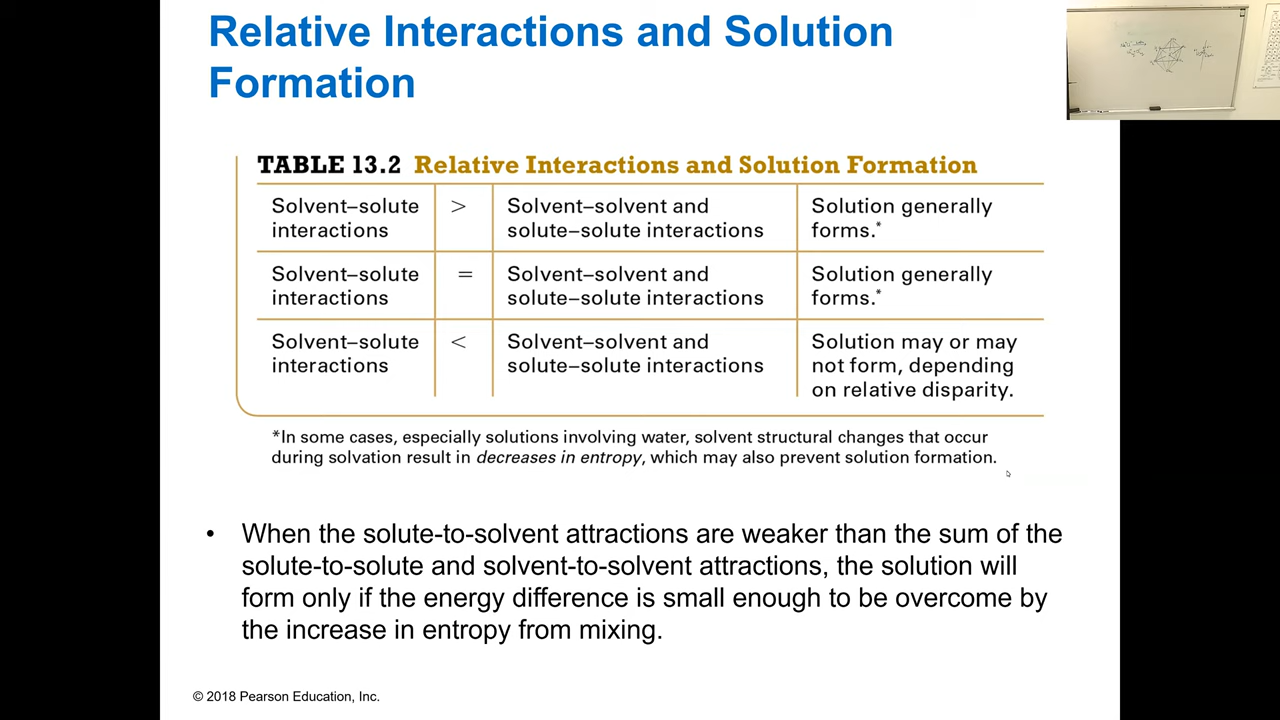 Relative Interactions and Solution
Formation
TABLE 13.2 Relative Interactions and Solution Formation
Solvent–solute interactions > Solvent–solvent and solute–solute interactions Solution generally forms.*
Solvent–solute interactions = Solvent–solvent and solute–solute interactions Solution generally forms.*
Solvent–solute interactions < Solvent–solvent and solute–solute interactions Solution may or may not form, depending on relative disparity.
*In some cases, especially solutions involving water, solvent structural changes that occur
during solvation result in decreases in entropy, which may also prevent solution formation.
• When the solute-to-solvent attractions are weaker than the sum of the
solute-to-solute and solvent-to-solvent attractions, the solution will
form only if the energy difference is small enough to be overcome by
the increase in entropy from mixing.
© 2018 Pearson Education, Inc.